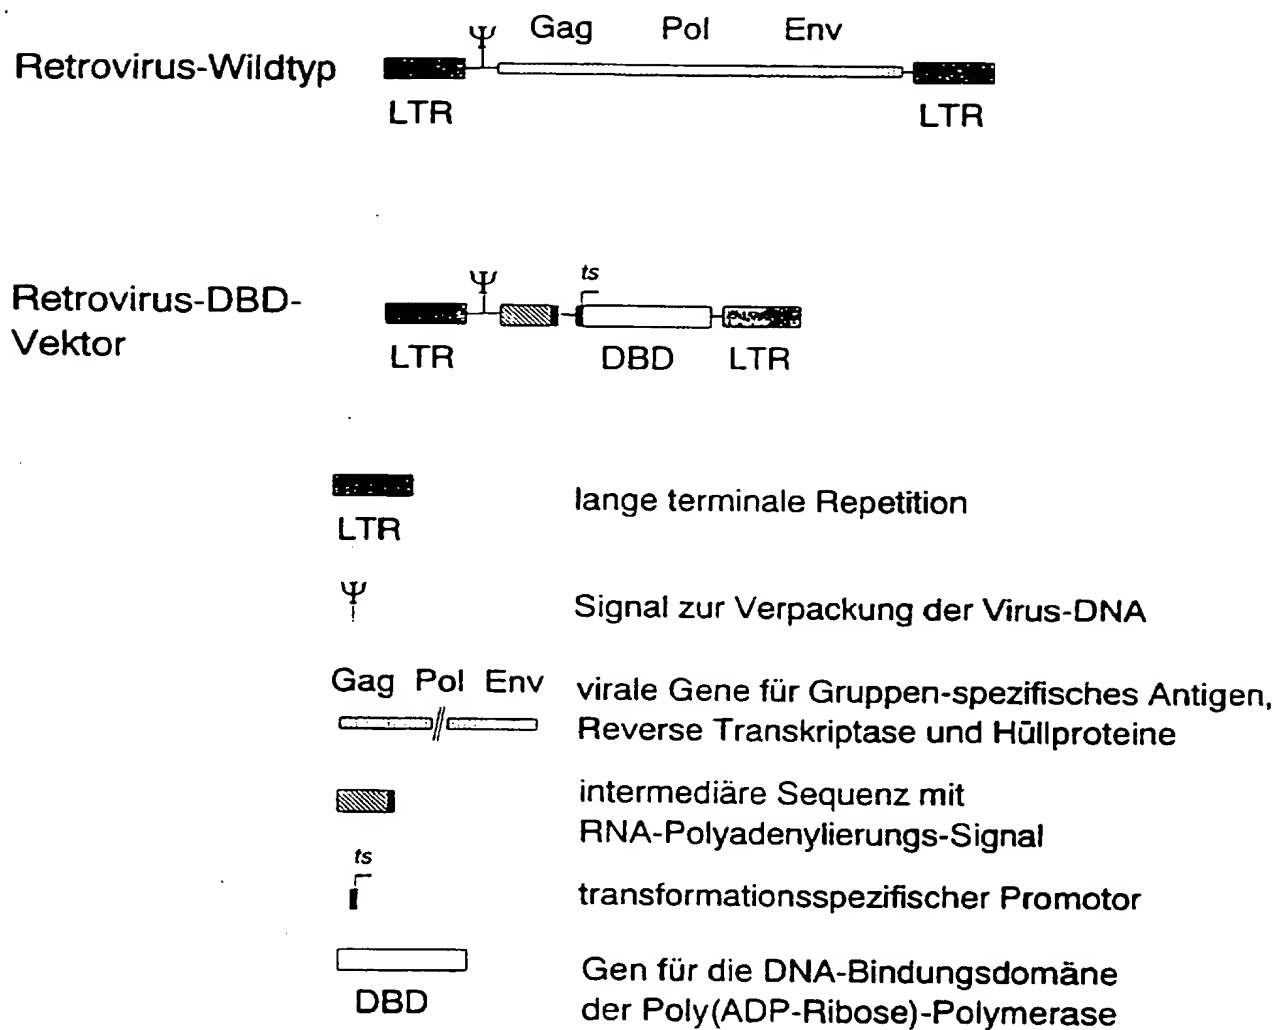 Ψ Gag Pol Env
Retrovirus-Wildtyp
LTR LTR
Ψ ts
Retrovirus-DBD-
Vektor
LTR DBD LTR
lange terminale Repetition
LTR
Ψ
Signal zur Verpackung der Virus-DNA
Gag Pol Env
virale Gene für Gruppen-spezifisches Antigen,
Reverse Transkriptase und Hüllproteine
intermediäre Sequenz mit
RNA-Polyadenylierungs-Signal
ts
transformationsspezifischer Promotor
Gen für die DNA-Bindungsdomäne
der Poly(ADP-Ribose)-Polymerase
DBD